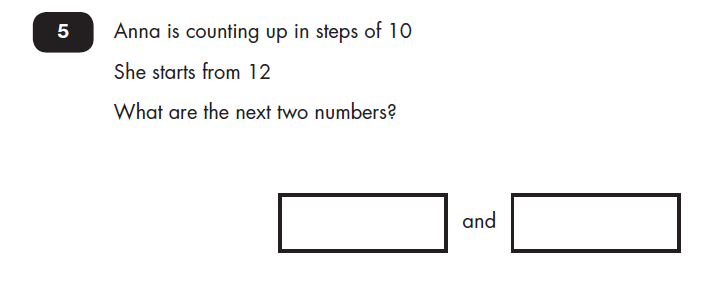 5 Anna is counting up in steps of 10
She starts from 12
What are the next two numbers?
and